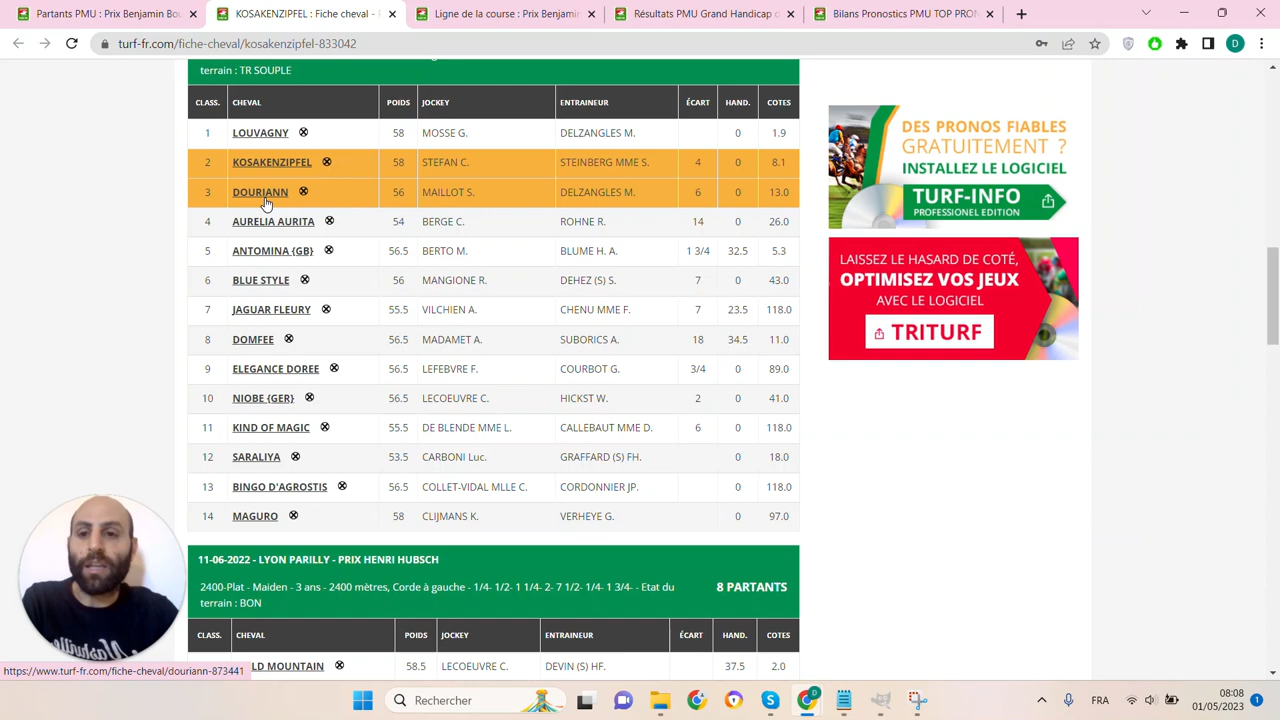 Partants PMU : Prix Benjamin Bou
KOSAKENZIPFEL : Fiche cheval -
Ligne de la course : Prix Benjamin
Résultats PMU Grand Handicap d
Bilans Pronostics PMU TOP PRON
turf-fr.com/fiche-cheval/kosakenzipfel-833042
D
terrain : TR SOUPLE
CLASS. CHEVAL POIDS JOCKEY ENTRAINEUR ÉCART HAND. COTES
1 LOUVAGNY 58 MOSSE G. DELZANGLES M. 0 1.9
2 KOSAKENZIPFEL 58 STEFAN C. STEINBERG MME S. 4 0 8.1
3 DOURIANN 56 MAILLOT S. DELZANGLES M. 6 0 13.0
4 AURELIA AURITA 54 BERGE C. ROHNE R. 14 0 26.0
5 ANTOMINA {GB} 56.5 BERTO M. BLUME H. A. 1 3/4 32.5 5.3
6 BLUE STYLE 56 MANGIONE R. DEHEZ (S) S. 7 0 43.0
7 JAGUAR FLEURY 55.5 VILCHIEN A. CHENU MME F. 7 23.5 118.0
8 DOMFEE 56.5 MADAMET A. SUBORICS A. 18 34.5 11.0
9 ELEGANCE DOREE 56.5 LEFEBVRE F. COURBOT G. 3/4 0 89.0
10 NIOBE {GER} 56.5 LECOEUVRE C. HICKST W. 2 0 41.0
11 KIND OF MAGIC 55.5 DE BLENDE MME L. CALLEBAUT MME D. 6 0 118.0
12 SARALIYA 53.5 CARBONI Luc. GRAFFARD (S) FH. 0 18.0
13 BINGO D'AGROSTIS 56.5 COLLET-VIDAL MLLE C. CORDONNIER JP. 0 118.0
14 MAGURO 58 CLIJMANS K. VERHEYE G. 0 97.0
11-06-2022 - LYON PARILLY - PRIX HENRI HUBSCH
2400-Plat - Maiden - 3 ans - 2400 mètres, Corde à gauche - 1/4- 1/2- 1 1/4- 2- 7 1/2- 1/4- 1 3/4- - Etat du
terrain : BON
8 PARTANTS
CLASS. CHEVAL POIDS JOCKEY ENTRAINEUR ÉCART HAND. COTES
LD MOUNTAIN 58.5 LECOEUVRE C. DEVIN (S) HF. 37.5 2.0
DES PRONOS FIABLES
GRATUITEMENT ?
INSTALLEZ LE LOGICIEL
TURF-INFO
PROFESSIONEL EDITION
LAISSEZ LE HASARD DE COTÉ,
OPTIMISEZ VOS JEUX
AVEC LE LOGICIEL
TRITURF
Nashville
https://www.turf-fr.com/fiche-cheval/douriann-873441
Rechercher
D
FRA
08:08
01/05/2023
1